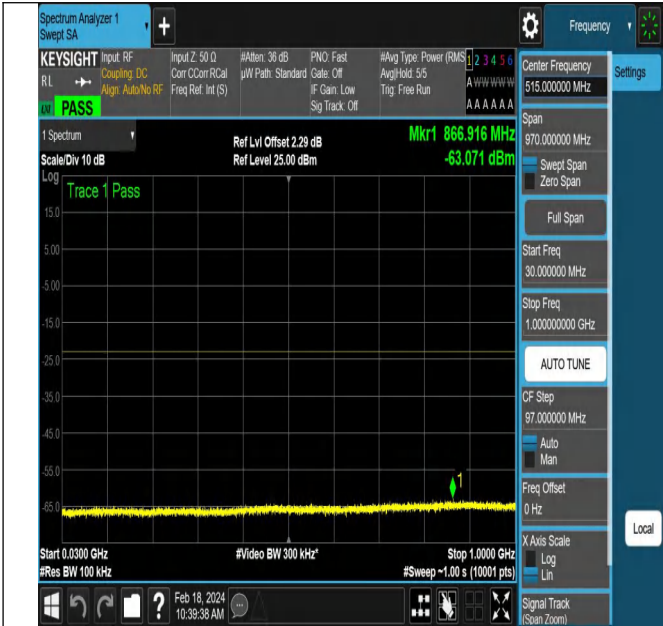 Spectrum Analyzer 1
Swept SA
Frequency
KEYSIGHT
RL
PASS
Input: RF
Coupling: DC
Align: Auto/No RF
Input Z: 50 Ω
Corr CCorr RCal
Freq Ref: Int (S)
#Atten: 36 dB
µW Path: Standard
PNO: Fast
Gate: Off
IF Gain: Low
Sig Track: Off
#Avg Type: Power (RMS
Avg|Hold: 5/5
Trig: Free Run
1 2 3 4 5 6
A W W W W W
A A A A A A
Center Frequency
515.000000 MHz
Settings
Span
970.000000 MHz
Swept Span
Zero Span
Full Span
Start Freq
30.000000 MHz
Stop Freq
1.000000000 GHz
AUTO TUNE
CF Step
97.000000 MHz
Auto
Man
Freq Offset
0 Hz
X Axis Scale
Log
Lin
Signal Track
(Span Zoom)
Local
1 Spectrum
Scale/Div 10 dB
Ref Lvl Offset 2.29 dB
Ref Level 25.00 dBm
Mkr1 866.916 MHz
-63.071 dBm
Log
Trace 1 Pass
15.0
5.00
-5.00
-15.0
-25.0
-35.0
-45.0
-55.0
-65.0
1
Start 0.0300 GHz
#Res BW 100 kHz
#Video BW 300 kHz*
Stop 1.0000 GHz
#Sweep ~1.00 s (10001 pts)
?
Feb 18, 2024
10:39:38 AM